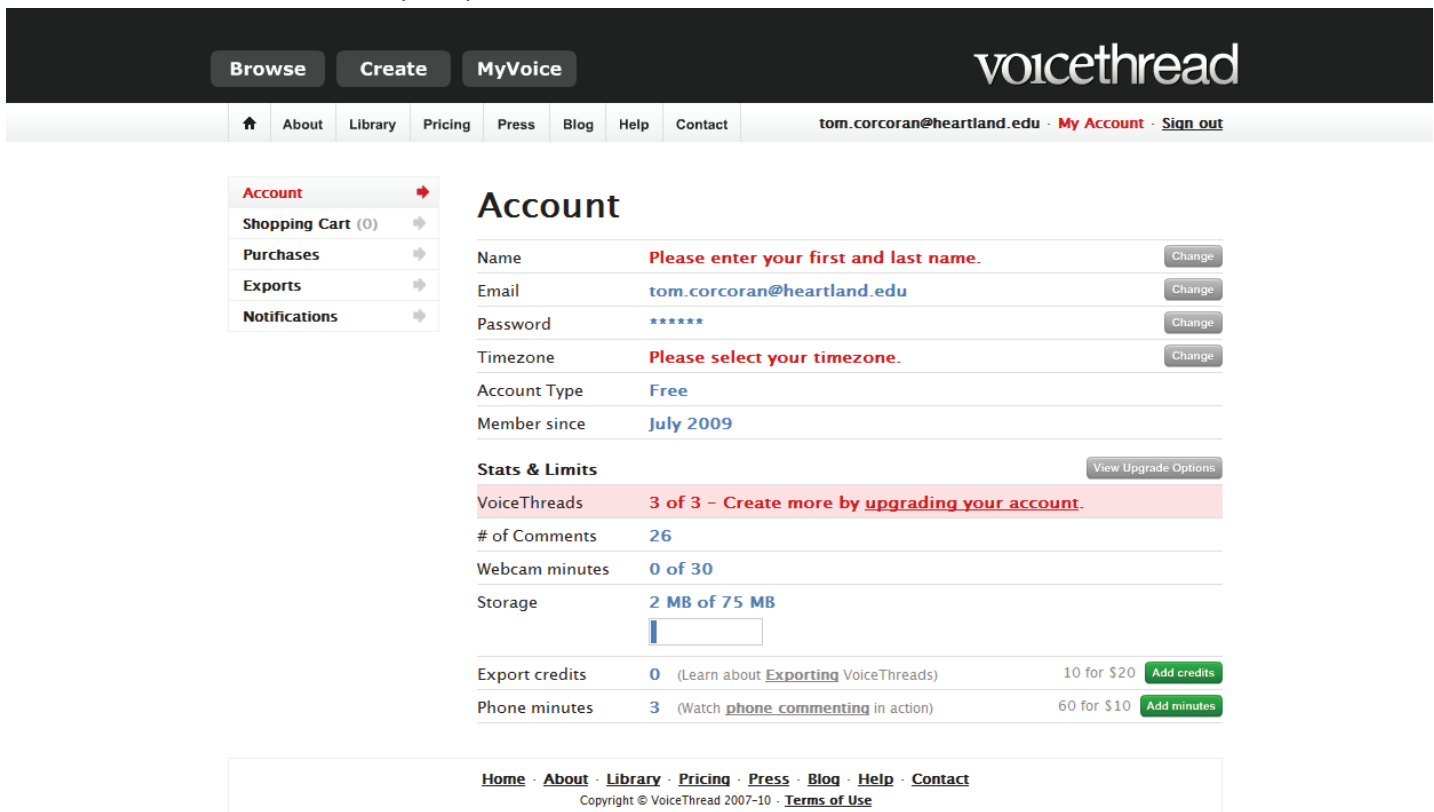 Browse Create MyVoice voicethread
About Library Pricing Press Blog Help Contact tom.corcoran@heartland.edu · My Account · Sign out
Account
Shopping Cart (0)
Purchases
Exports
Notifications
Account
Name Please enter your first and last name. Change
Email tom.corcoran@heartland.edu Change
Password ****** Change
Timezone Please select your timezone. Change
Account Type Free
Member since July 2009
Stats & Limits View Upgrade Options
VoiceThreads 3 of 3 – Create more by upgrading your account.
# of Comments 26
Webcam minutes 0 of 30
Storage 2 MB of 75 MB
Export credits 0 (Learn about Exporting VoiceThreads) 10 for $20 Add credits
Phone minutes 3 (Watch phone commenting in action) 60 for $10 Add minutes
Home · About · Library · Pricing · Press · Blog · Help · Contact
Copyright © VoiceThread 2007–10 · Terms of Use